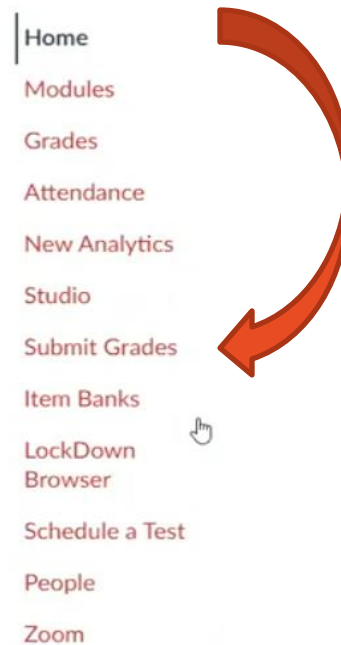 Home
Modules
Grades
Attendance
New Analytics
Studio
Submit Grades
Item Banks
LockDown
Browser
Schedule a Test
People
Zoom